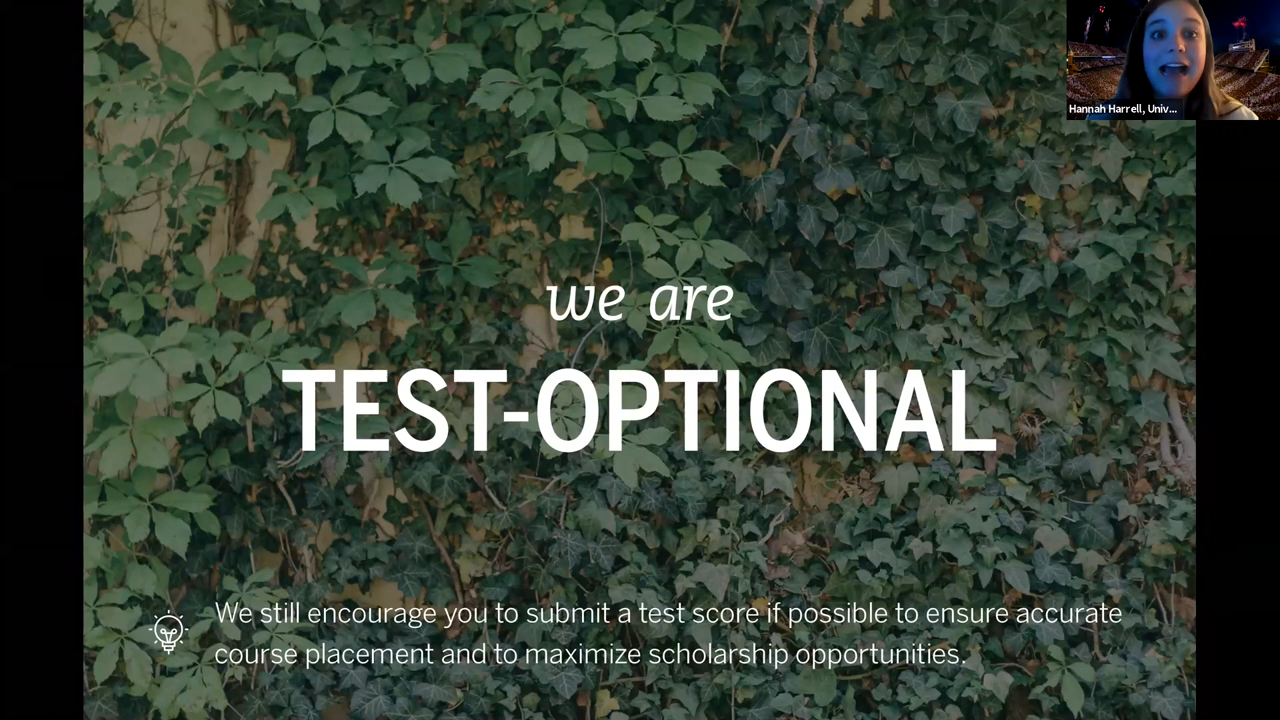 Hannah Harrell, Univ...
we are
TEST-OPTIONAL
We still encourage you to submit a test score if possible to ensure accurate
course placement and to maximize scholarship opportunities.